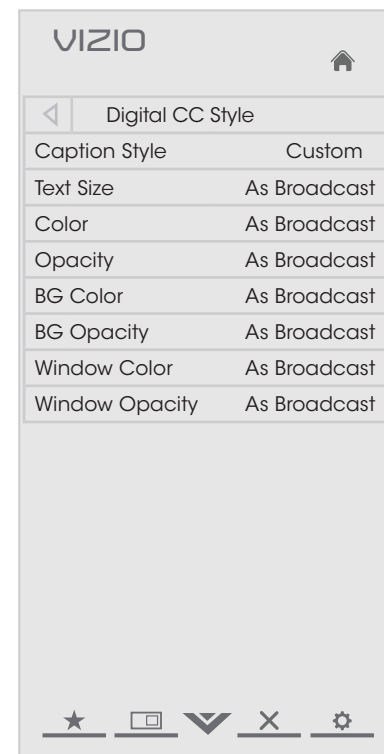 VIZIO
Digital CC Style
Caption Style Custom
Text Size As Broadcast
Color As Broadcast
Opacity As Broadcast
BG Color As Broadcast
BG Opacity As Broadcast
Window Color As Broadcast
Window Opacity As Broadcast